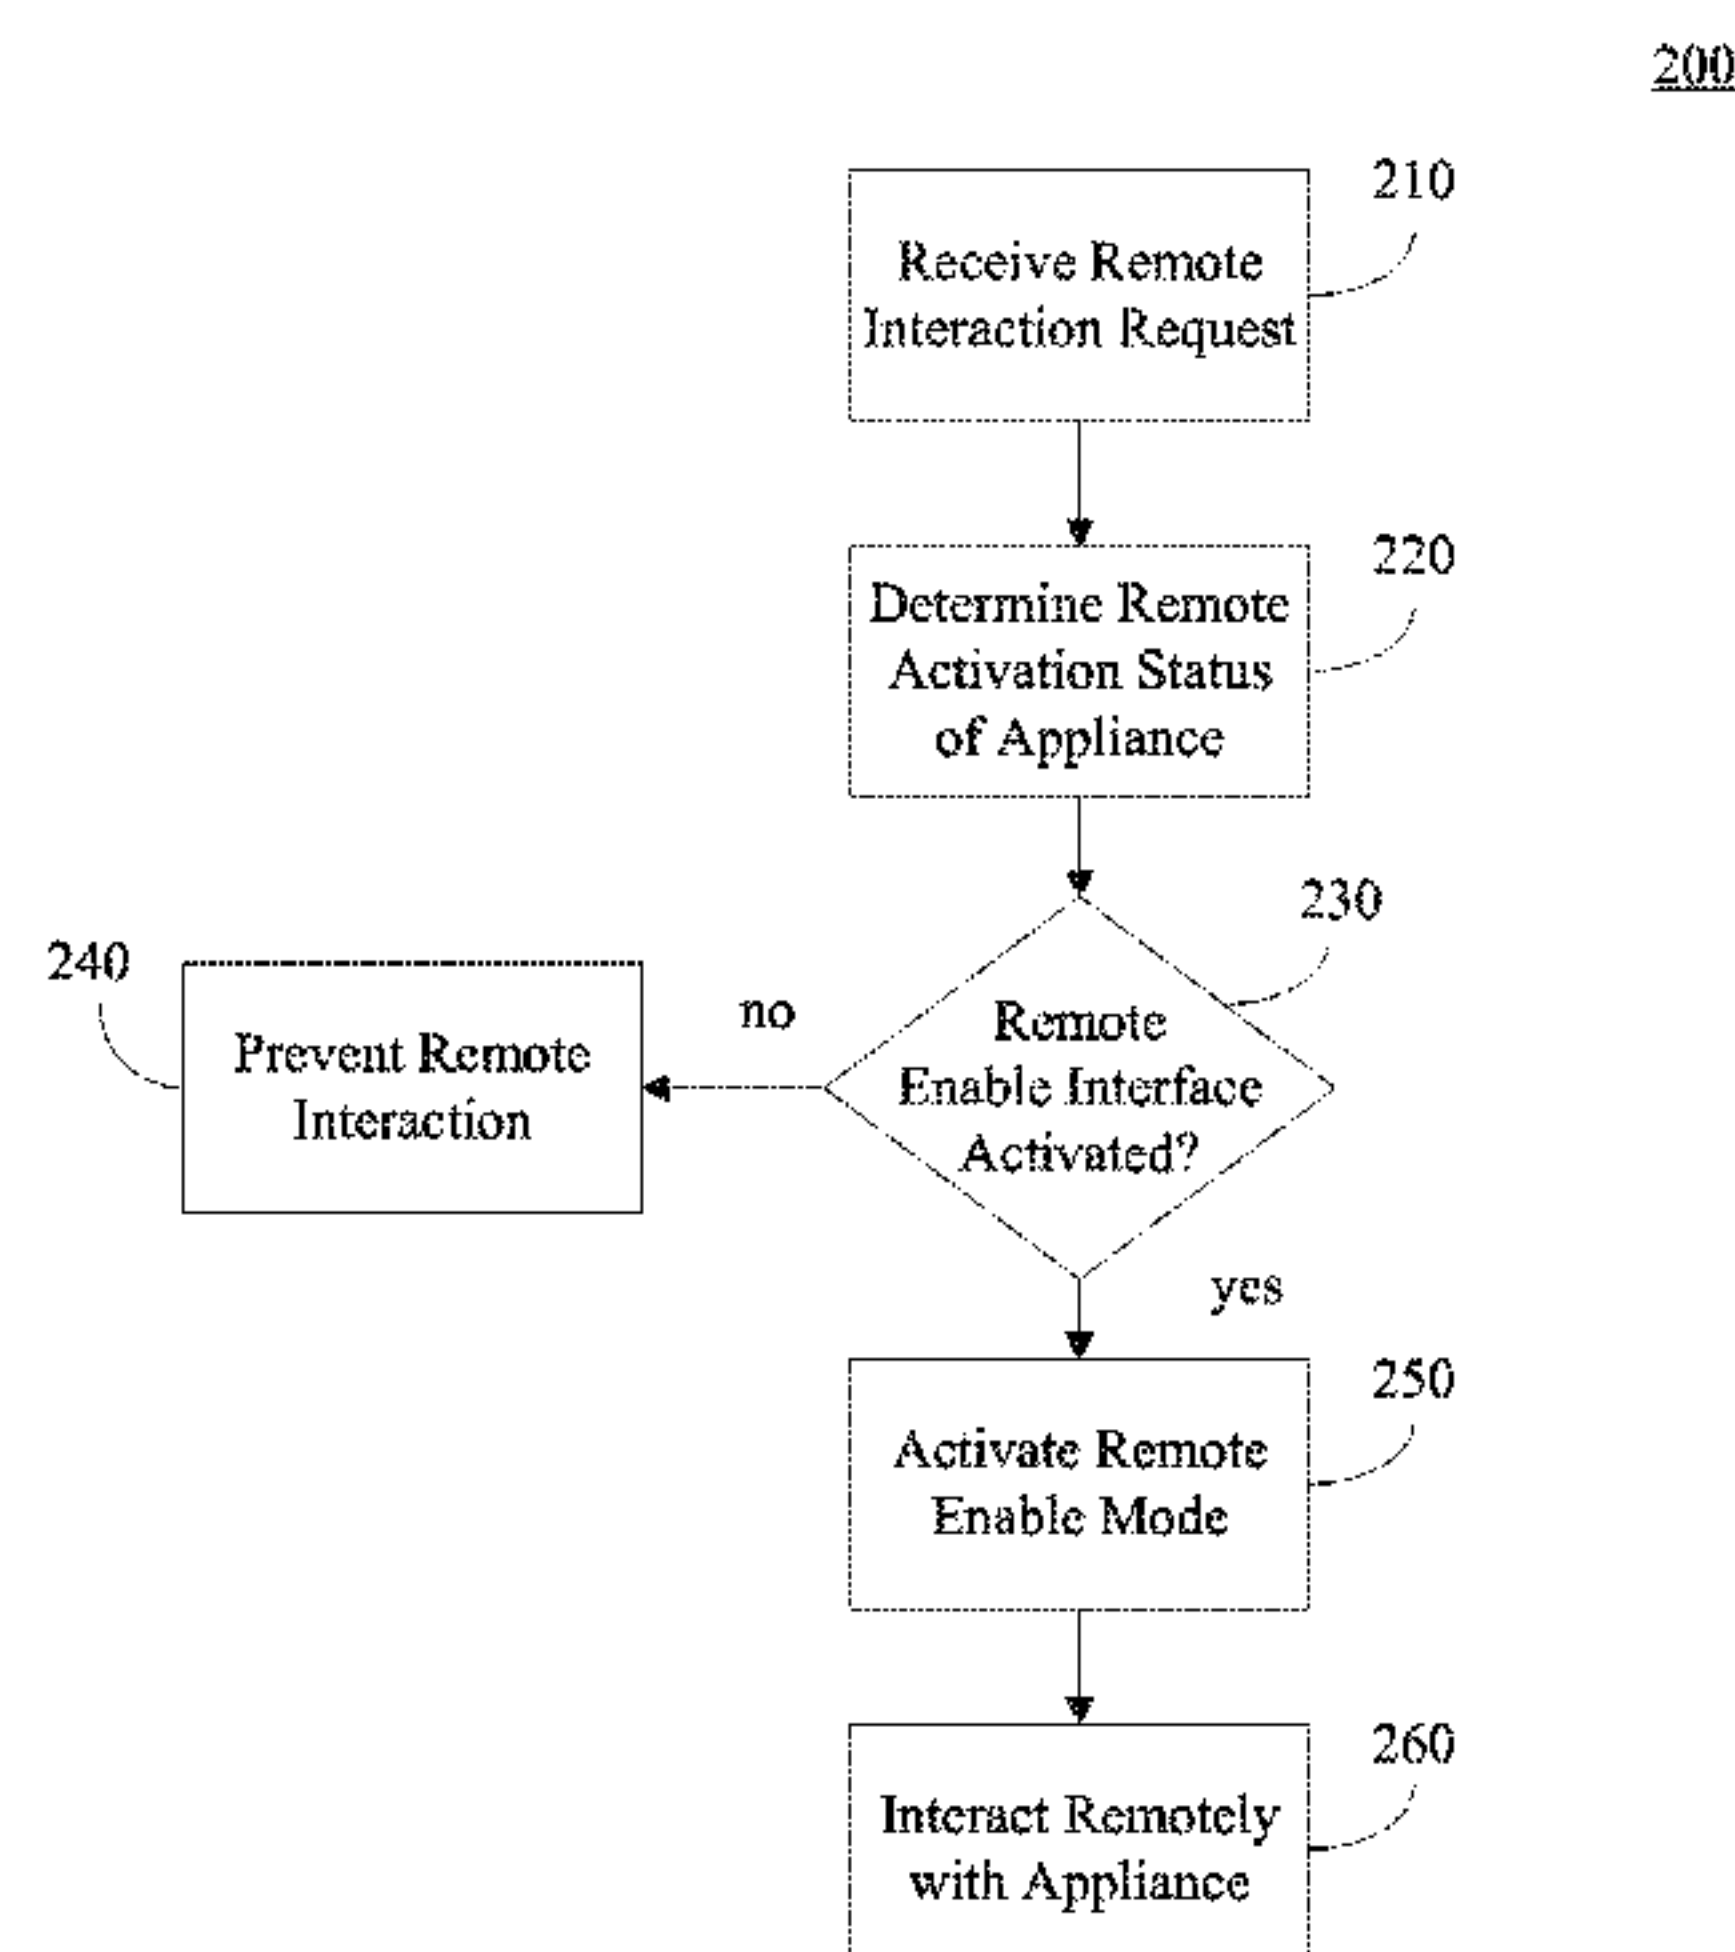 200
210
Receive Remote
Interaction Request
220
Determine Remote
Activation Status
of Appliance
230
Remote
Enable Interface
Activated?
no
240
Prevent Remote
Interaction
yes
250
Activate Remote
Enable Mode
260
Interact Remotely
with Appliance